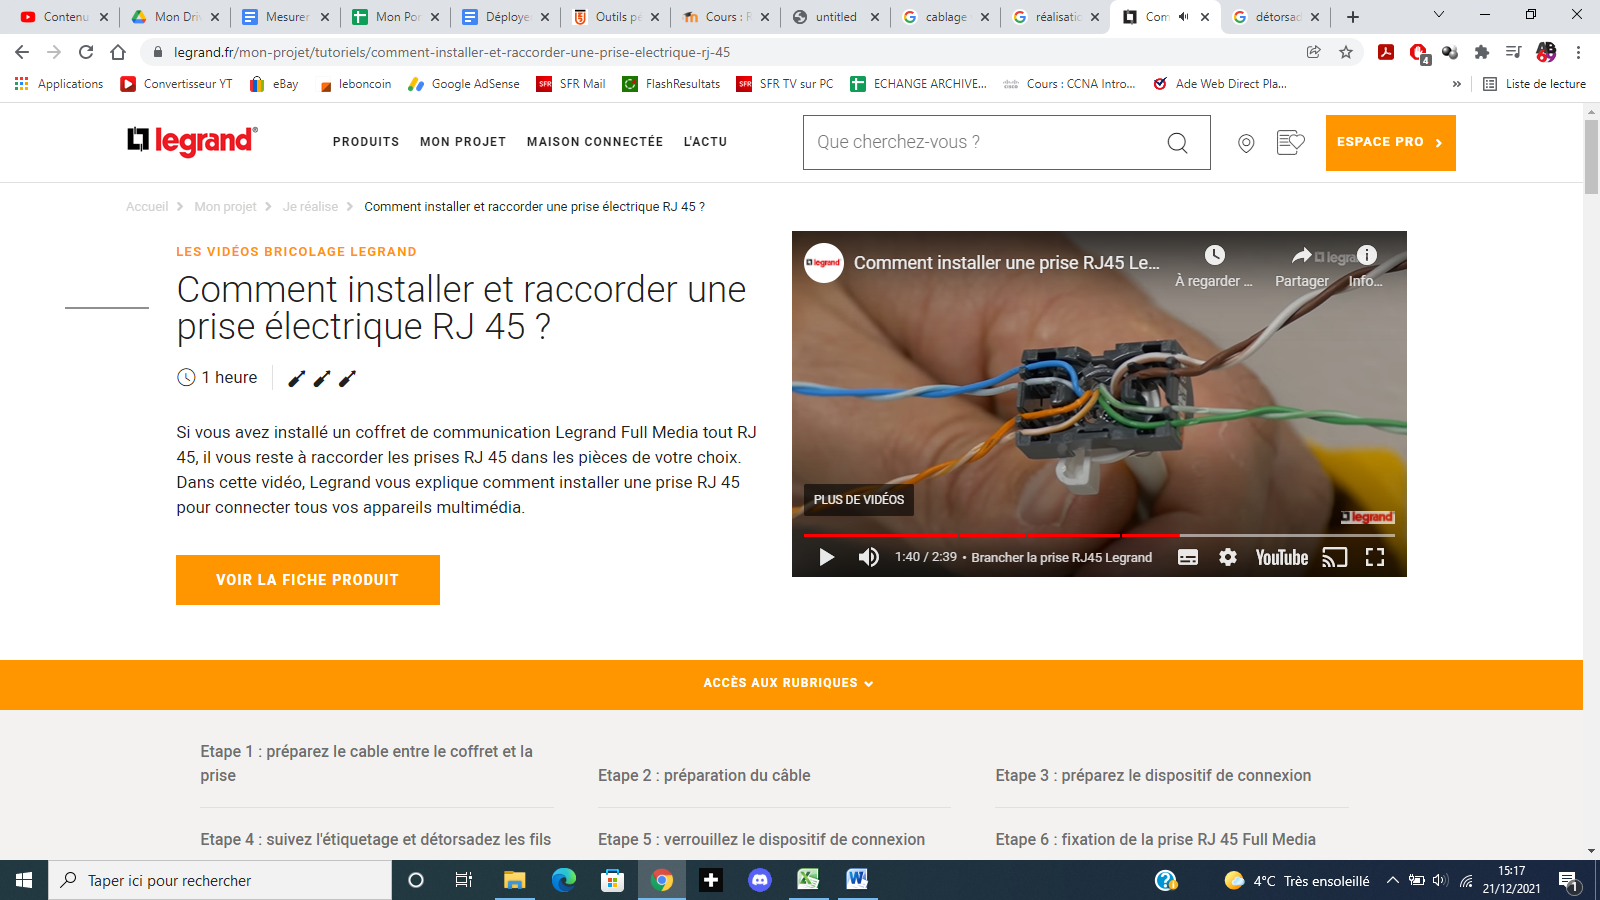 Contenu
Mon Dri
Mesurer
Mon Por
Déploye
Outils pé
Cours : R
untitled
cablage
réalisatio
Com
détorsad
legrand.fr/mon-projet/tutoriels/comment-installer-et-raccorder-une-prise-electrique-rj-45
4
Applications
Convertisseur YT
eBay
leboncoin
Google AdSense
SFR SFR Mail
FlashResultats
SFR SFR TV sur PC
ECHANGE ARCHIVE...
Cours : CCNA Intro...
Ade Web Direct Pla...
»
Liste de lecture
legrand®
PRODUITS
MON PROJET
MAISON CONNECTÉE
L'ACTU
Que cherchez-vous ?
ESPACE PRO
Accueil > Mon projet > Je réalise > Comment installer et raccorder une prise électrique RJ 45 ?
LES VIDÉOS BRICOLAGE LEGRAND
Comment installer et raccorder une
prise électrique RJ 45 ?
1 heure
Si vous avez installé un coffret de communication Legrand Full Media tout RJ
45, il vous reste à raccorder les prises RJ 45 dans les pièces de votre choix.
Dans cette vidéo, Legrand vous explique comment installer une prise RJ 45
pour connecter tous vos appareils multimédia.
VOIR LA FICHE PRODUIT
legrand
Comment installer une prise RJ45 Le...
À regarder ...
Partager
Info...
legra
PLUS DE VIDÉOS
legrand
1:40 / 2:39 • Brancher la prise RJ45 Legrand
YouTube
ACCÈS AUX RUBRIQUES
Etape 1 : préparez le cable entre le coffret et la
prise
Etape 2 : préparation du câble
Etape 3 : préparez le dispositif de connexion
Etape 4 : suivez l'étiquetage et détorsadez les fils
Etape 5 : verrouillez le dispositif de connexion
Etape 6 : fixation de la prise RJ 45 Full Media
Taper ici pour rechercher
4°C Très ensoleillé
15:17
21/12/2021
1